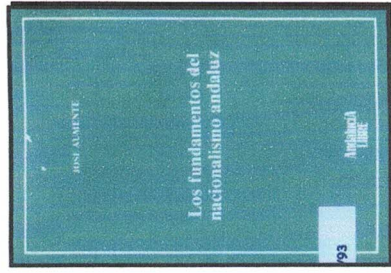 JOSE AUMENTE
Los fundamentos del
nacionalismo andaluz
Andalucía
LIBRE
793